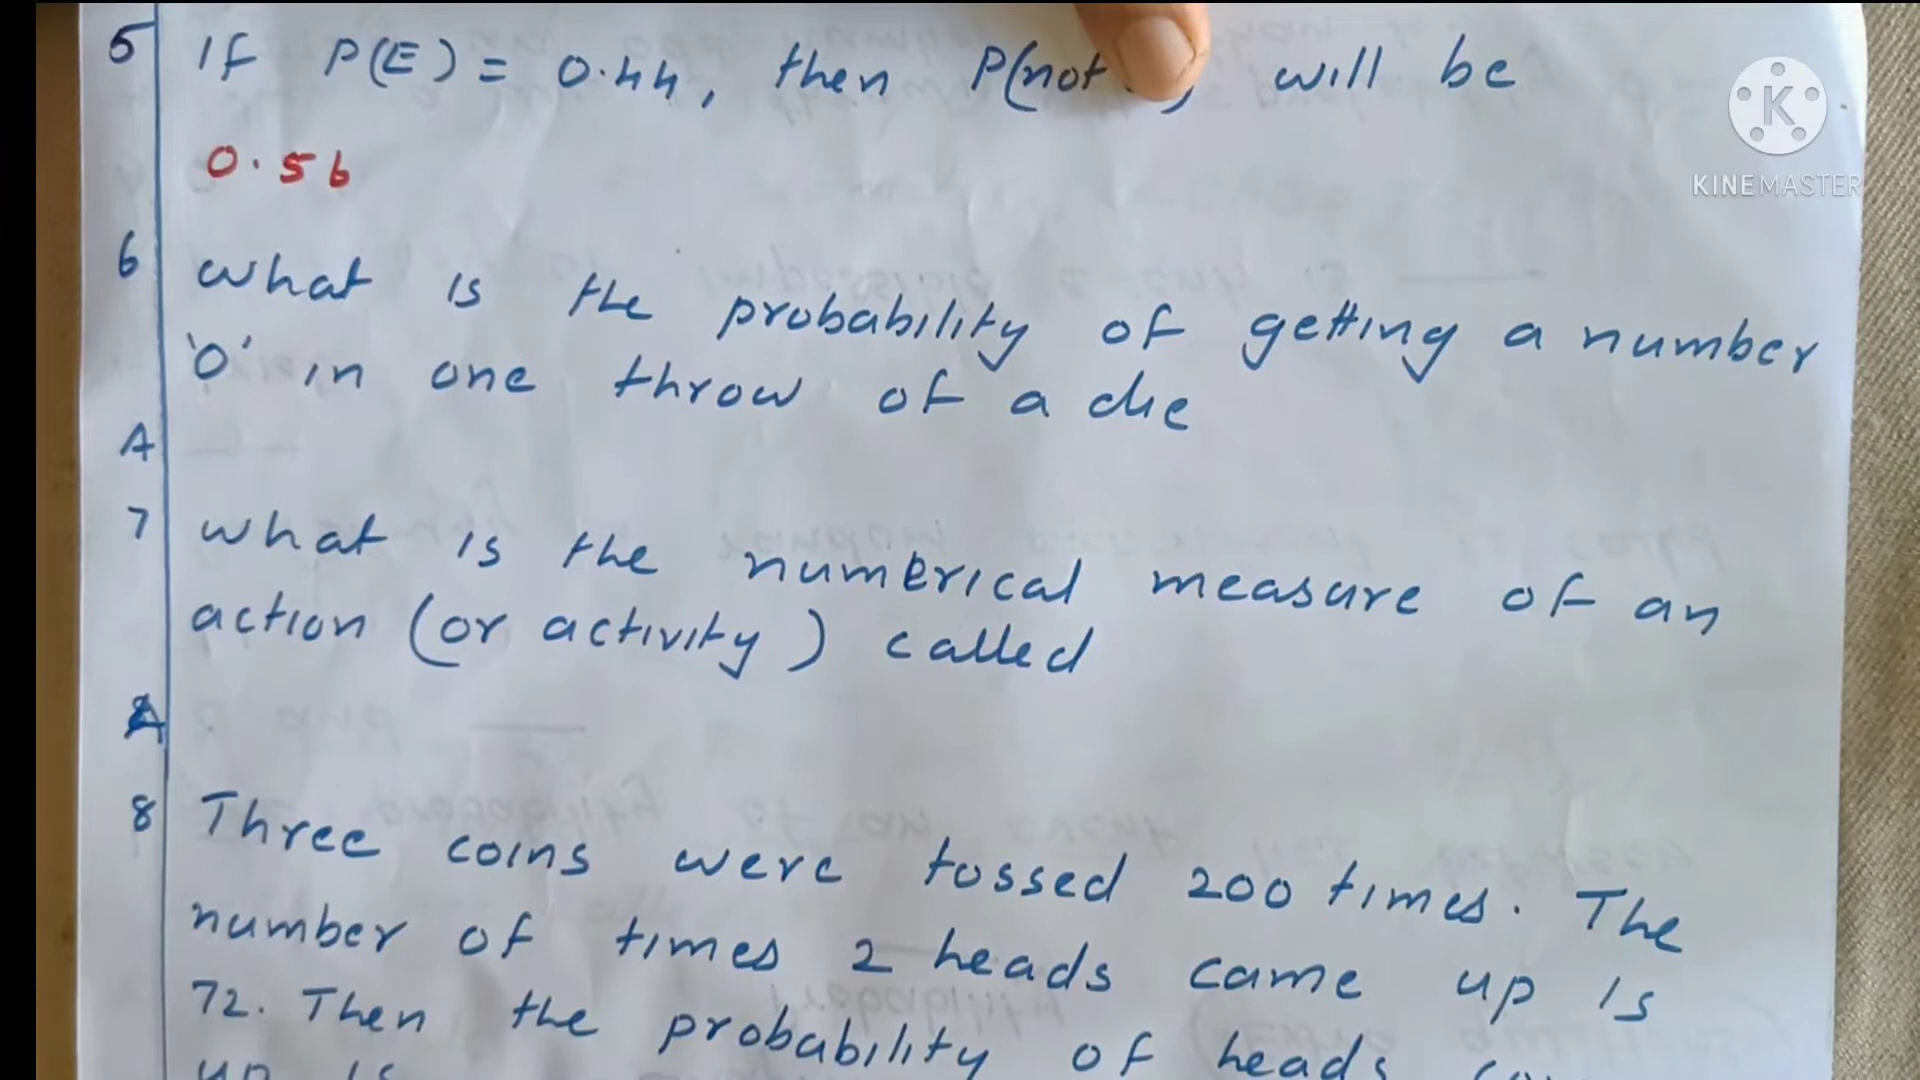 5 If P(E) = 0.44, then P(not ) will be
0.56
6 what is the probability of getting a number
'0' in one throw of a die
A
7 what is the numerical measure of an
action (or activity) called
A
8 Three coins were tossed 200 times. The
number of times 2 heads came up is
72. Then the probability of heads
up is
K
KINEMASTER